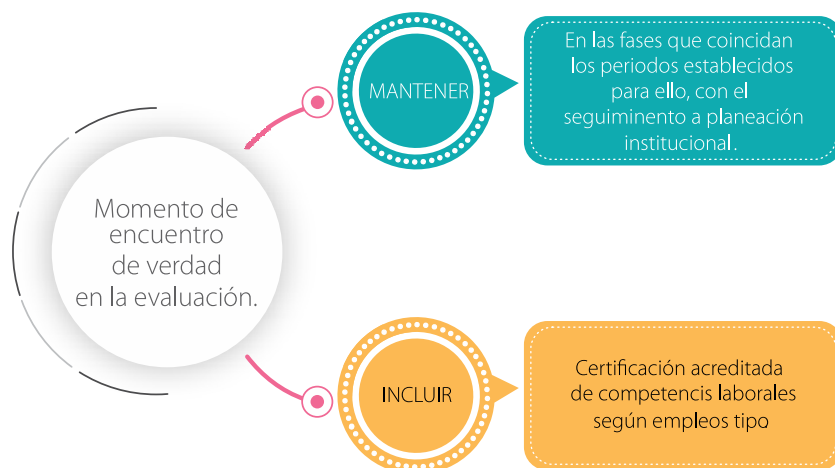 Momento de
encuentro
de verdad
en la evaluación.
MANTENER
En las fases que coincidan
los periodos establecidos
para ello, con el
seguiminento a planeación
institucional.
INCLUIR
Certificación acreditada
de competencis laborales
según empleos tipo